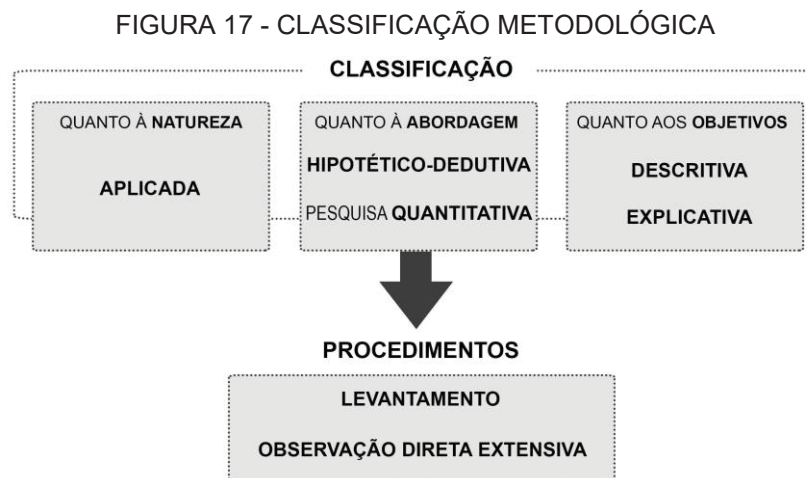 FIGURA 17 - CLASSIFICAÇÃO METODOLÓGICA
CLASSIFICAÇÃO
QUANTO À NATUREZA
APLICADA
QUANTO À ABORDAGEM
HIPOTÉTICO-DEDUTIVA
PESQUISA QUANTITATIVA
QUANTO AOS OBJETIVOS
DESCRITIVA
EXPLICATIVA
PROCEDIMENTOS
LEVANTAMENTO
OBSERVAÇÃO DIRETA EXTENSIVA